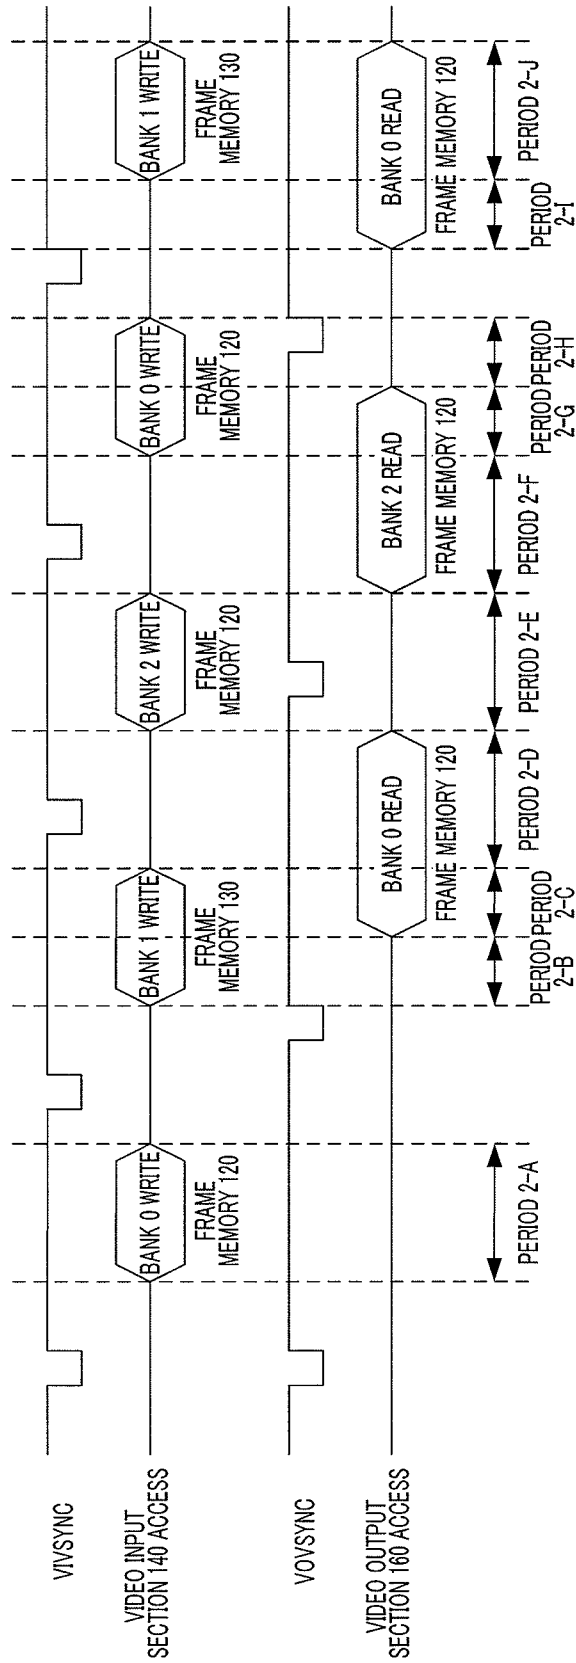 VIVSYNC
VIDEO INPUT
SECTION 140 ACCESS
BANK 0 WRITE
FRAME
MEMORY 120
BANK 1 WRITE
FRAME
MEMORY 130
BANK 2 WRITE
FRAME
MEMORY 120
BANK 0 WRITE
FRAME
MEMORY 120
BANK 1 WRITE
FRAME
MEMORY 130
VOVSYNC
VIDEO OUTPUT
SECTION 160 ACCESS
BANK 0 READ
FRAME MEMORY 120
BANK 2 READ
FRAME MEMORY 120
BANK 0 READ
FRAME MEMORY 120
PERIOD 2-A
PERIOD
2-B
PERIOD
2-C
PERIOD 2-D
PERIOD 2-E
PERIOD 2-F
PERIOD
2-G
PERIOD
2-H
PERIOD
2-I
PERIOD 2-J